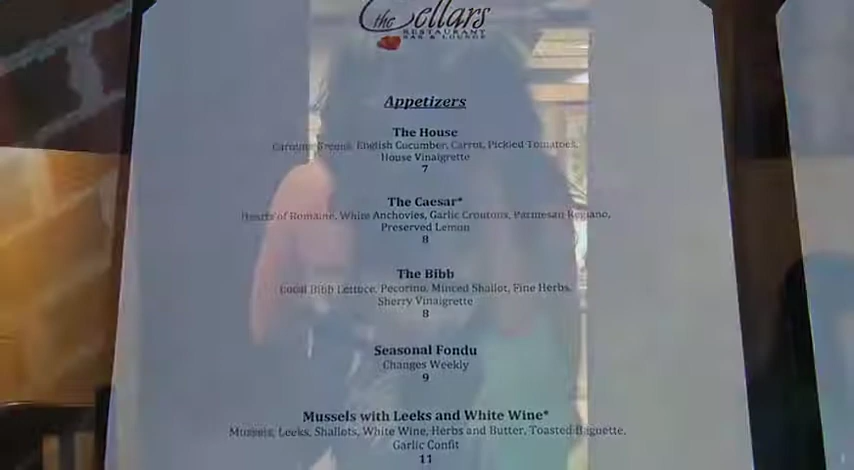 the Cellars
RESTAURANT
BAR & LOUNGE
Appetizers
The House
Greens, English Cucumber, Carrot, Pickled Tomatoes,
House Vinaigrette
7
The Caesar*
Hearts of Romaine, White Anchovies, Garlic Croutons, Parmesan Regiano,
Preserved Lemon
8
The Bibb
Local Bibb Lettuce, Pecorino, Minced Shallot, Fine Herbs,
Sherry Vinaigrette
8
Seasonal Fondu
Changes Weekly
9
Mussels with Leeks and White Wine*
Mussels, Leeks, Shallots, White Wine, Herbs and Butter, Toasted Baguette,
Garlic Confit
11